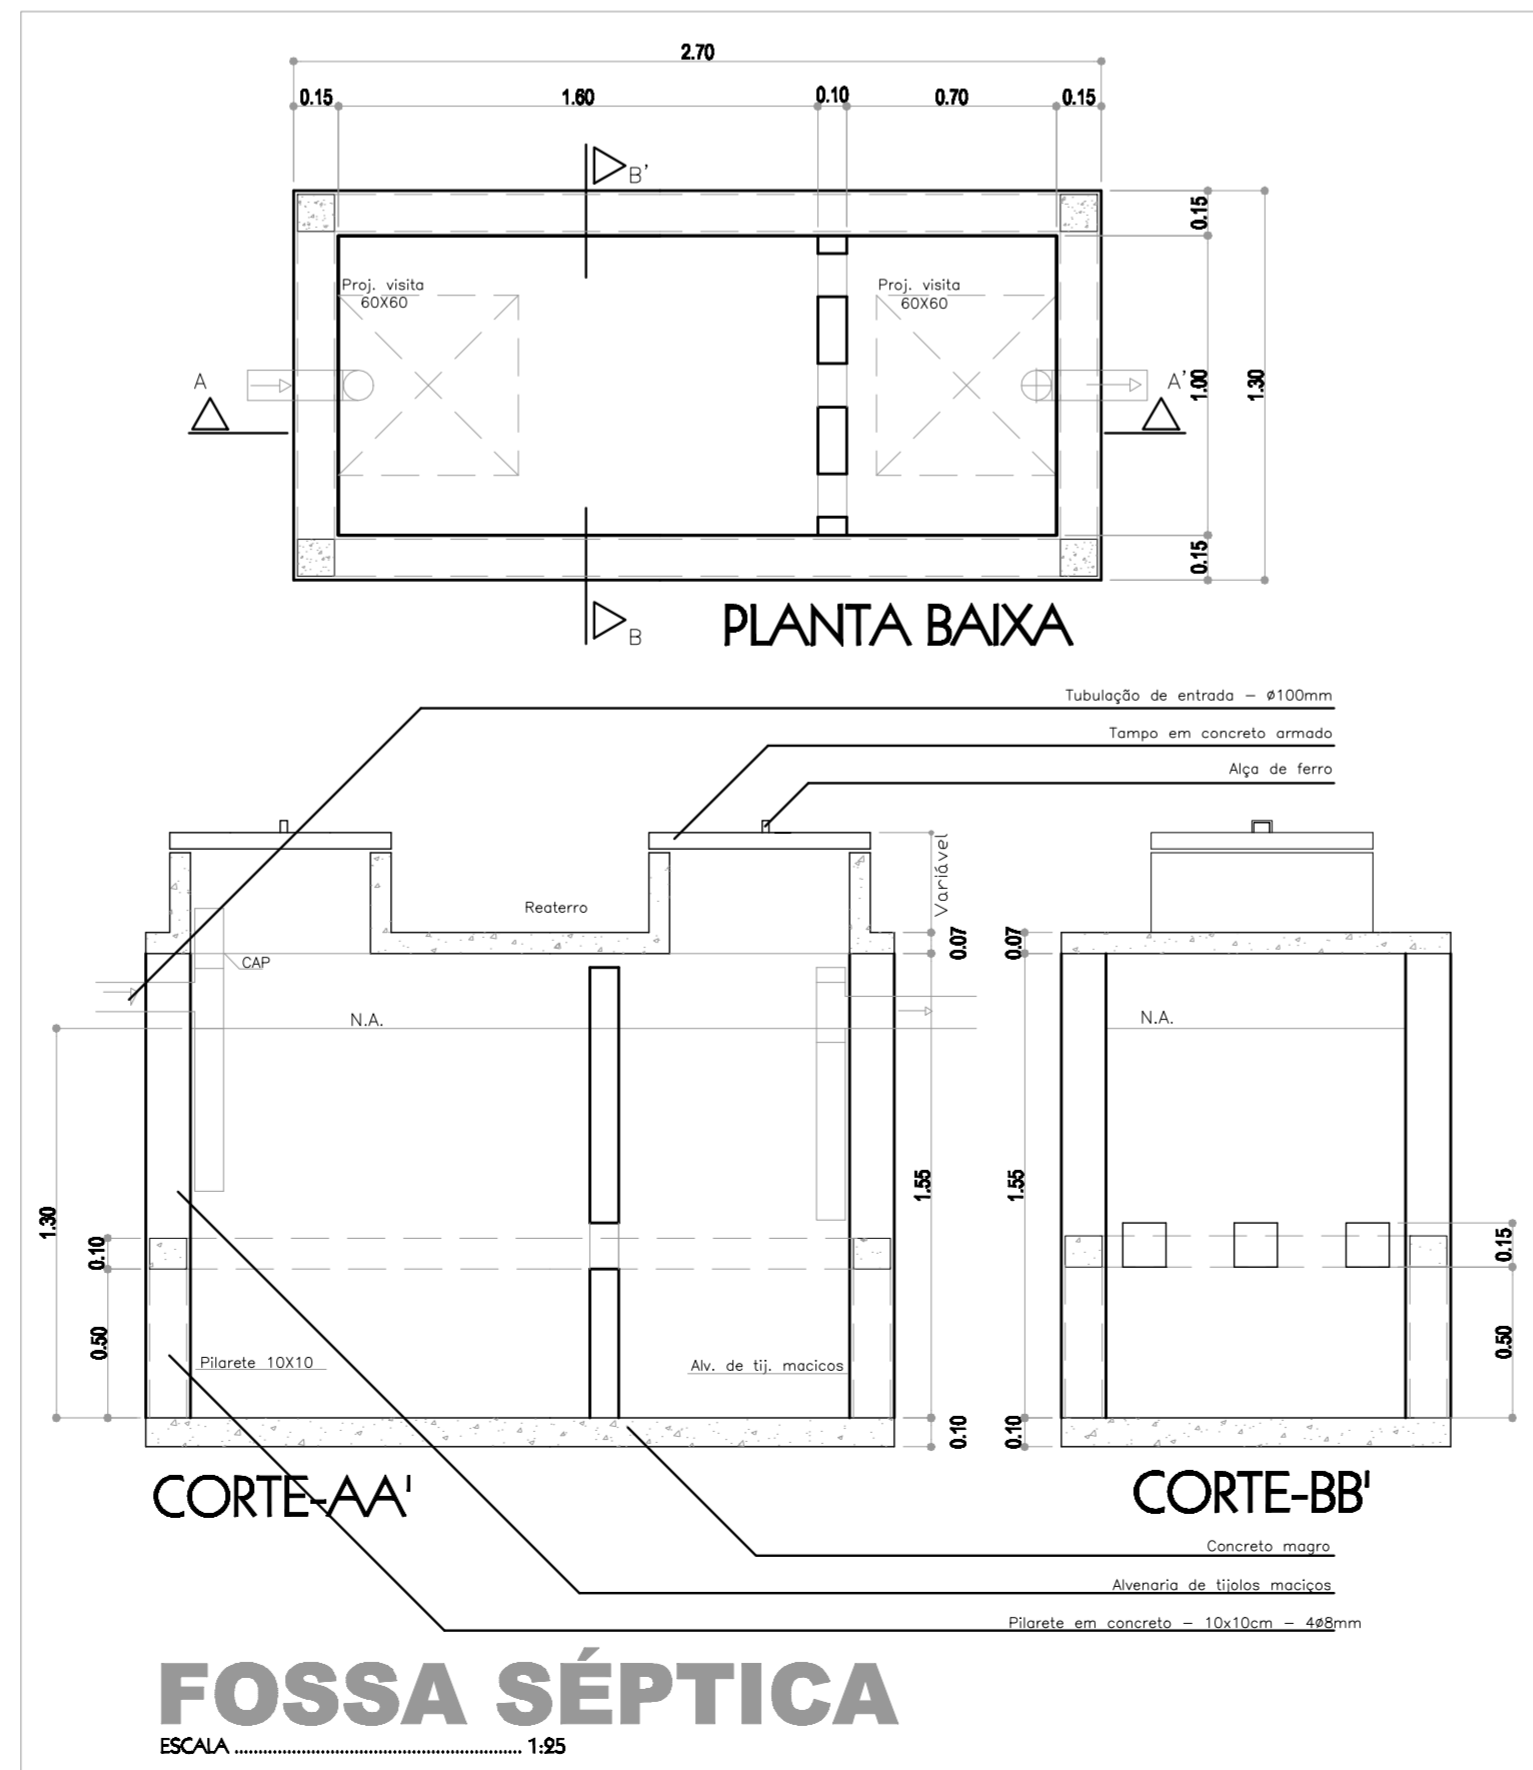 2.70
0.15 1.60 0.10 0.70 0.15
B'
0.15
Proj. visita
60X60
Proj. visita
60X60
A
A'
1.00
1.30
0.15
B
PLANTA BAIXA
Tubulação de entrada - ø100mm
Tampo em concreto armado
Alça de ferro
Variável
Reaterro
0.07
0.07
CAP
N.A.
N.A.
1.55
1.55
1.30
0.10
0.15
0.50
0.50
Pilarete 10X10
Alv. de tij. macicos
0.10
0.10
CORTE-AA'
CORTE-BB'
Concreto magro
Alvenaria de tijolos maciços
Pilarete em concreto - 10x10cm - 4ø8mm
FOSSA SÉPTICA
ESCALA ............................................................. 1:25